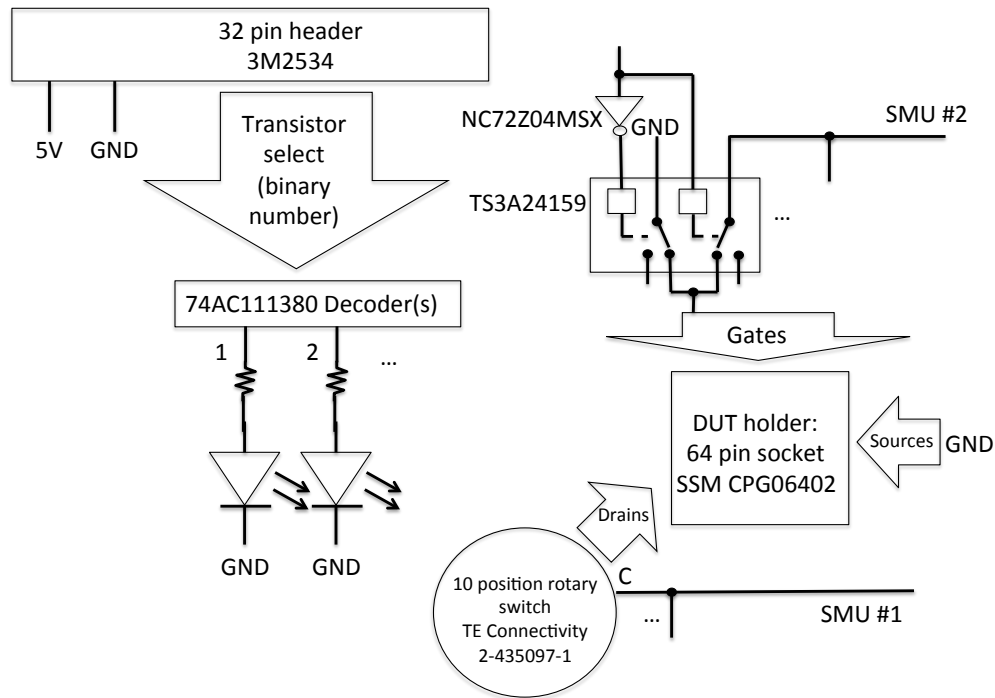 32 pin header
3M2534
5V
GND
Transistor
select
(binary
number)
74AC111380 Decoder(s)
1
2
...
GND
GND
NC72Z04MSX
GND
SMU #2
TS3A24159
...
Gates
DUT holder:
64 pin socket
SSM CPG06402
Sources
GND
Drains
10 position rotary
switch
TE Connectivity
2-435097-1
C
...
SMU #1